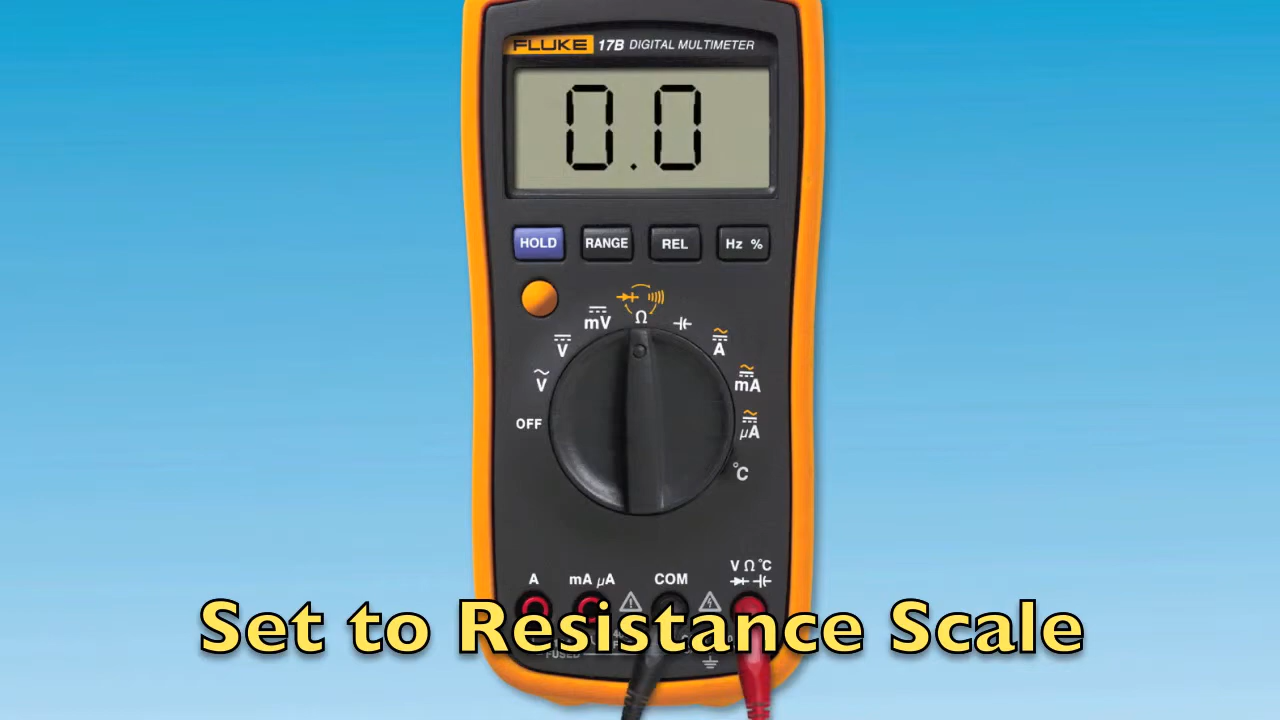 FLUKE 17B DIGITAL MULTIMETER
0.0
HOLD RANGE REL Hz %
mV Ω
V A
V mA
OFF µA
°C
V Ω °C
A mA µA COM
Set to Resistance Scale
FUSED